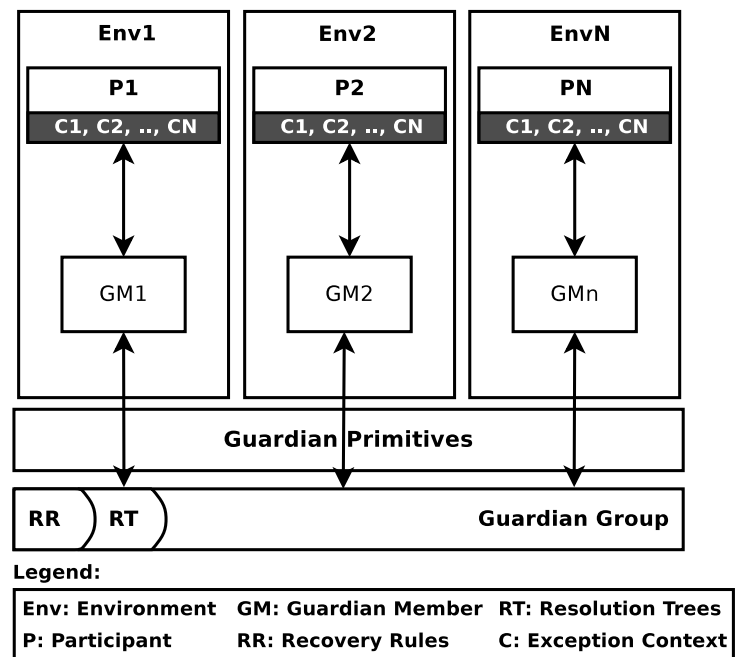 Env1 Env2 EnvN
P1 P2 PN
C1, C2, .., CN C1, C2, .., CN C1, C2, .., CN
GM1 GM2 GMn
Guardian Primitives
RR RT Guardian Group
Legend:
Env: Environment GM: Guardian Member RT: Resolution Trees
P: Participant RR: Recovery Rules C: Exception Context